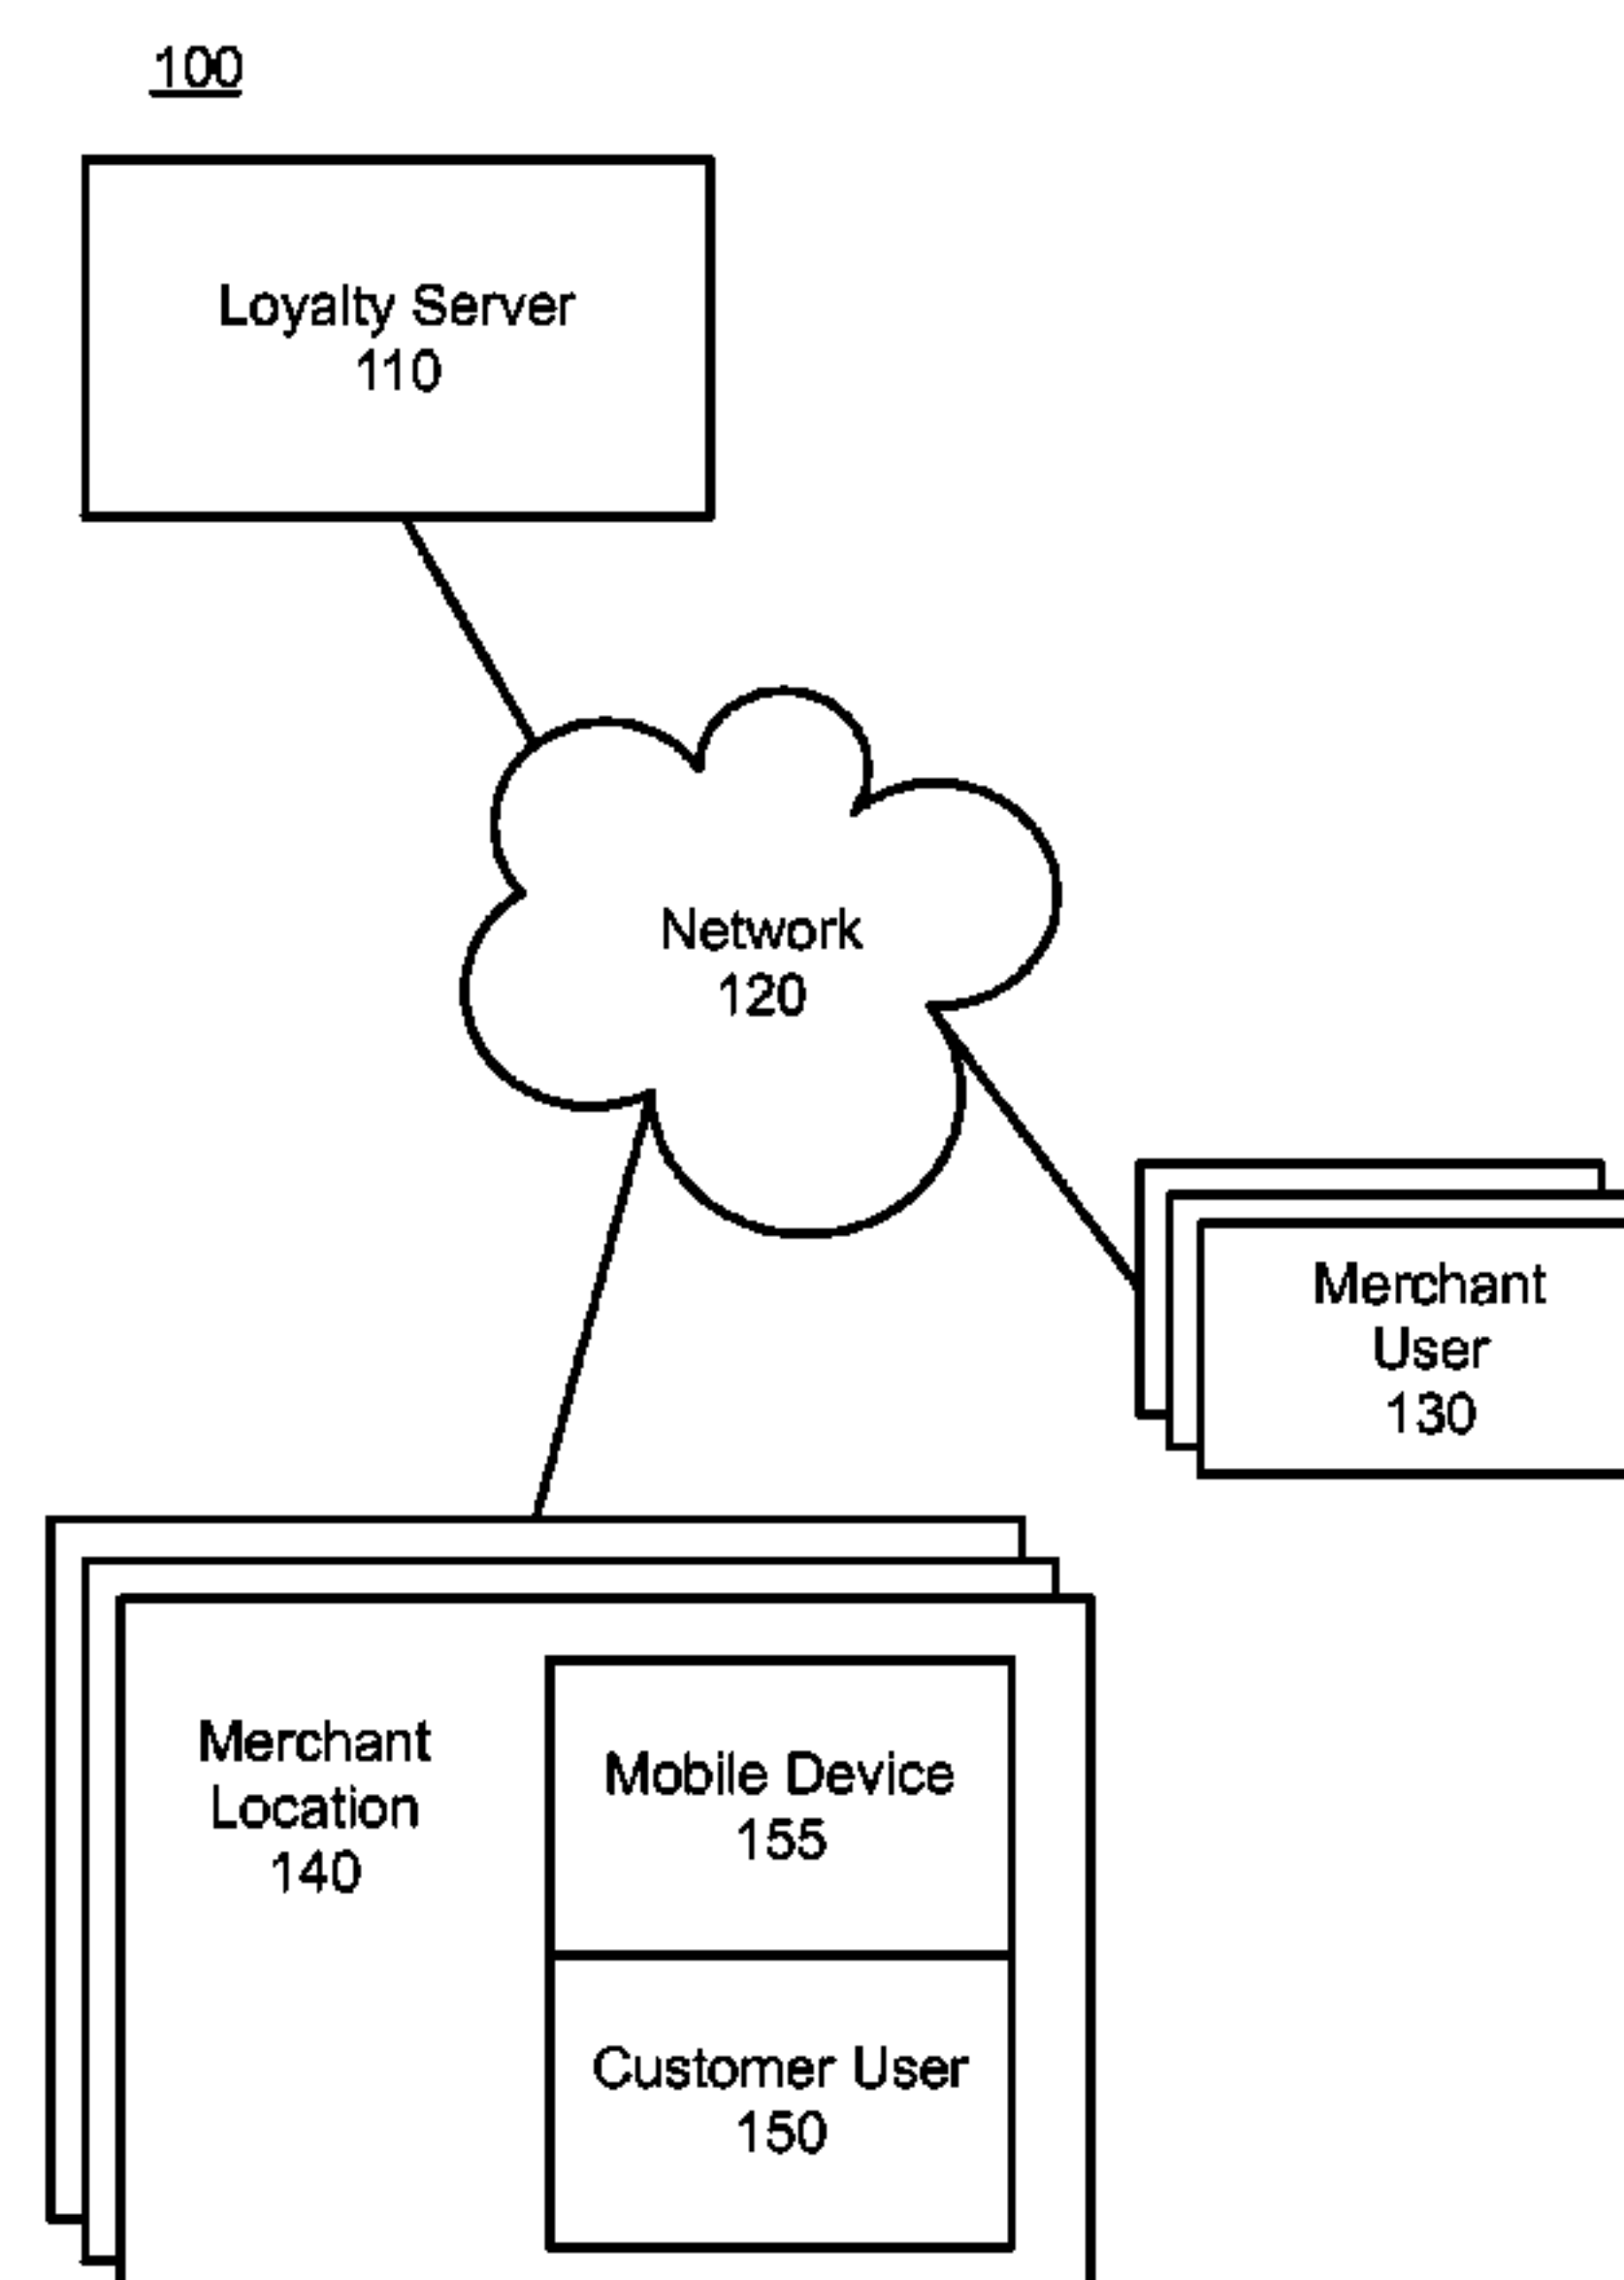 100
Loyalty Server
110
Network
120
Merchant
User
130
Merchant
Location
140
Mobile Device
155
Customer User
150